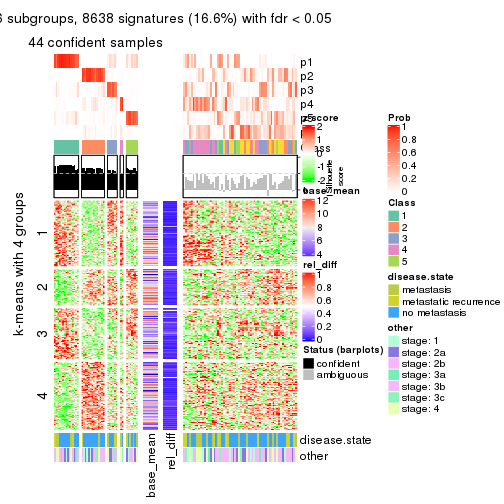 6 subgroups, 8638 signatures (16.6%) with fdr < 0.05
44 confident samples
p1
p2
p3
p4
p5
Class
Silhouette
score
k-means with 4 groups
1
2
3
4
z-score
2
1
0
-1
-2
base_mean
12
10
8
6
4
rel_diff
1
0.8
0.6
0.4
0.2
0
Status (barplots)
confident
ambiguous
Prob
1
0.8
0.6
0.4
0.2
0
Class
1
2
3
4
5
disease.state
metastasis
metastatic recurrence
no metastasis
other
stage: 1
stage: 2a
stage: 2b
stage: 3a
stage: 3b
stage: 3c
stage: 4
disease.state
other
base_mean
rel_diff